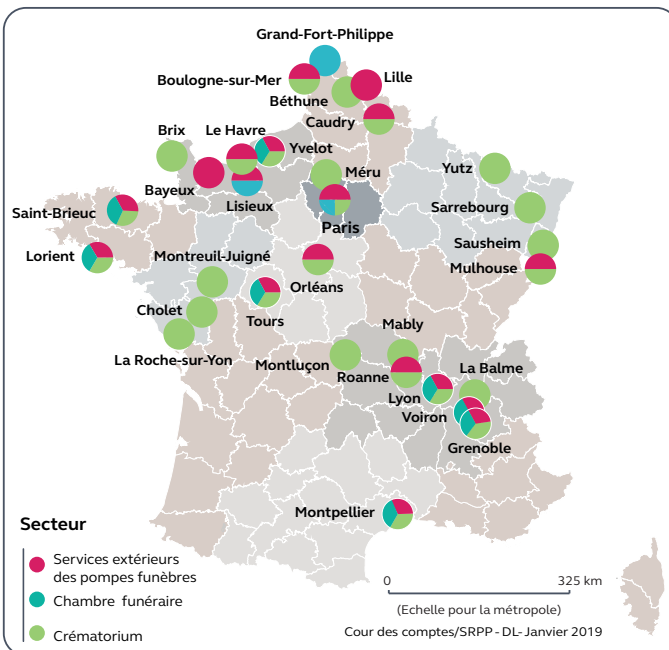 Grand-Fort-Philippe
Boulogne-sur-Mer
Lille
Béthune
Caudry
Brix
Le Havre
Yvelot
Méru
Yutz
Bayeux
Lisieux
Saint-Brieuc
Paris
Sarrebourg
Sausheim
Lorient
Montreuil-Juigné
Mulhouse
Orléans
Cholet
Tours
Mably
La Roche-sur-Yon
Montluçon
La Balme
Roanne
Lyon
Voiron
Grenoble
Montpellier
Secteur
Services extérieurs
des pompes funèbres
Chambre funéraire
Crématorium
0 325 km
(Echelle pour la métropole)
Cour des comptes/SRPP - DL- Janvier 2019